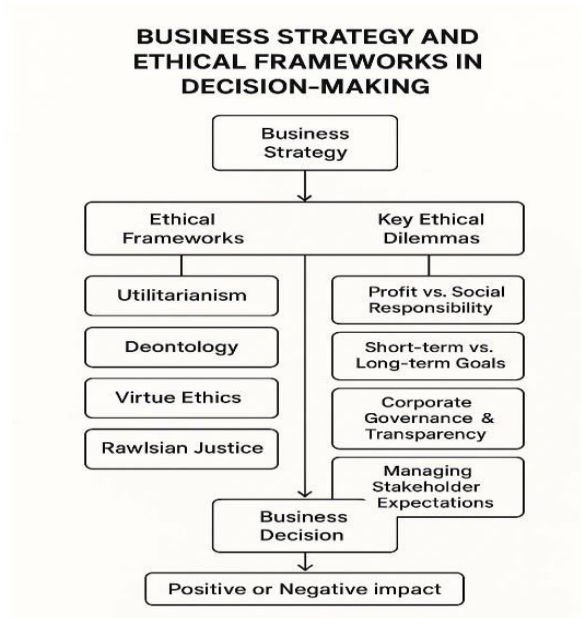 BUSINESS STRATEGY AND
ETHICAL FRAMEWORKS IN
DECISION-MAKING
Business
Strategy
Ethical
Frameworks
Key Ethical
Dilemmas
Utilitarianism
Deontology
Virtue Ethics
Rawlsian Justice
Profit vs. Social
Responsibility
Short-term vs.
Long-term Goals
Corporate
Governance &
Transparency
Managing
Stakeholder
Expectations
Business
Decision
Positive or Negative impact